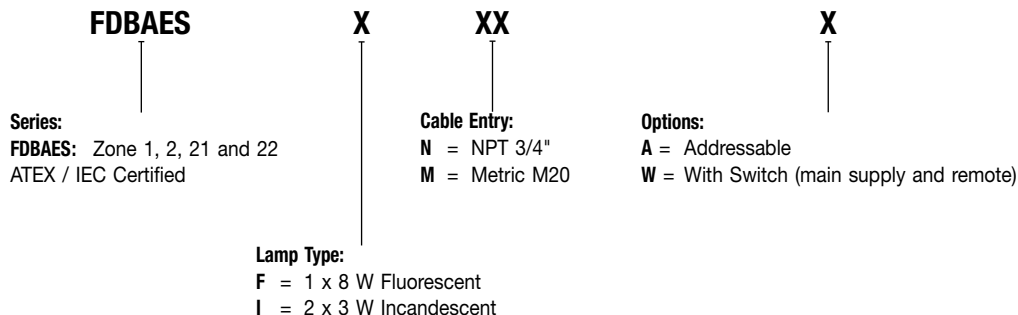 FDBAES X XX X
Series:
FDBAES: Zone 1, 2, 21 and 22
ATEX / IEC Certified
Cable Entry:
N = NPT 3/4"
M = Metric M20
Options:
A = Addressable
W = With Switch (main supply and remote)
Lamp Type:
F = 1 x 8 W Fluorescent
I = 2 x 3 W Incandescent